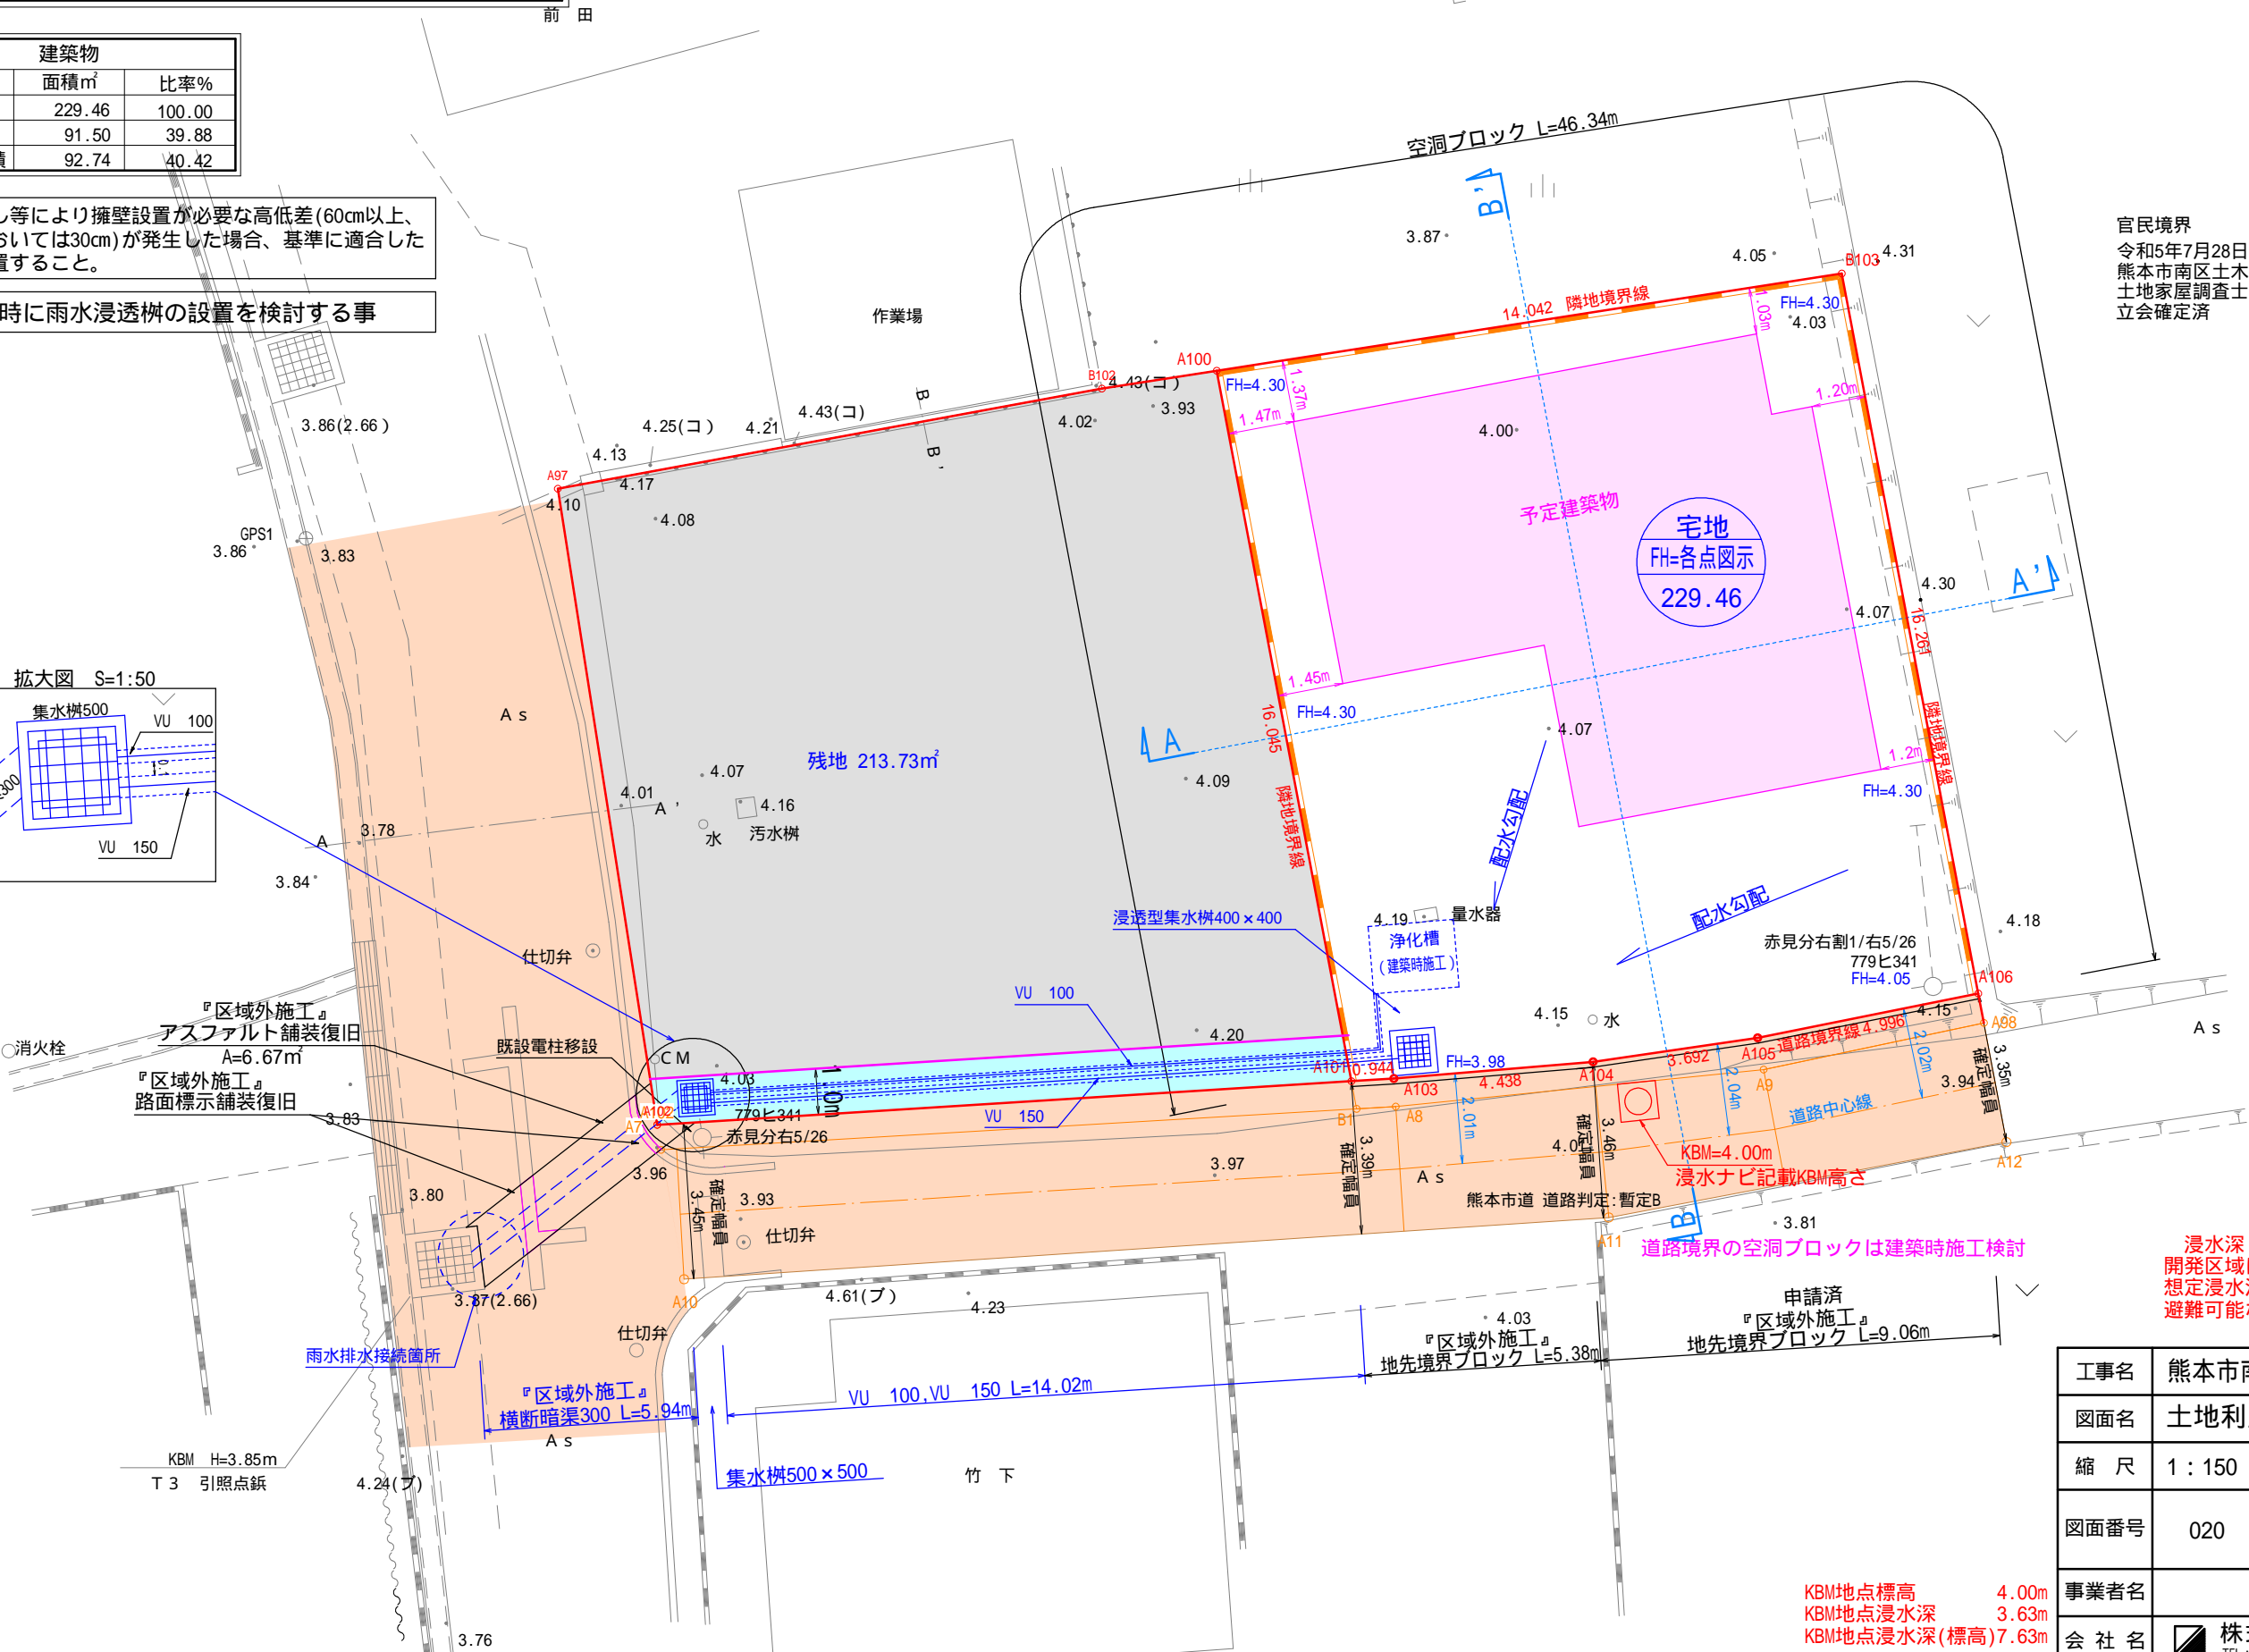 前 田
建築物
面積㎡ 比率%
229.46 100.00
91.50 39.88
積 92.74 40.42
し等により擁壁設置が必要な高低差(60㎝以上、
おいては30㎝)が発生した場合、基準に適合した
置すること。
時に雨水浸透桝の設置を検討する事
空洞ブロック L=46.34m
官民境界
令和5年7月28日
熊本市南区土木
土地家屋調査士
立会確定済
作業場
3.87
B'
4.05
B103
4.31
FH=4.30
4.03
1.03m
14.042 隣地境界線
A100
B102
4.43(コ)
FH=4.30
1.37m
1.47m
1.20m
4.02
3.93
4.00
B
B'
4.43(コ)
4.21
4.25(コ)
4.13
4.17
A97
4.10
4.08
3.86(2.66)
GPS1
3.86
3.83
予定建築物
宅地
FH=各点図示
229.46
4.30
A'
4.07
16.261
隣地境界線
拡大図 S=1:50
集水桝500
VU 100
VU 150
300
As
残地 213.73㎡
A
1.45m
FH=4.30
16.045
隣地境界線
4.07
1.2m
FH=4.30
4.07
4.09
4.01
A'
4.16
水
汚水桝
A
3.78
3.84
配水勾配
配水勾配
浸透型集水桝400×400
4.19
量水器
浄化槽
(建築時施工)
赤見分右割1/右5/26
779ヒ341
FH=4.05
4.18
A106
仕切弁
VU 100
『区域外施工』
アスファルト舗装復旧
A=6.67㎡
消火栓
『区域外施工』
路面標示舗装復旧
既設電柱移設
CM
4.03
4.20
4.15
水
4.15
A98
As
1.0m
A101
0.944
FH=3.98
A103
4.438
A104
3.692
A105
道路境界線 4.996
A102
A7
779ヒ341
赤見分右5/26
VU 150
B1
A8
2.01m
A9
2.04m
2.02m
道路中心線
3.94
3.35m
確定幅員
3.83
3.96
3.80
3.93
3.97
3.45m
確定幅員
3.39m
確定幅員
3.46m
確定幅員
4.01
As
KBM=4.00m
浸水ナビ記載KBM高さ
A12
熊本市道 道路判定:暫定B
仕切弁
B
A11
3.81
道路境界の空洞ブロックは建築時施工検討
A10
3.87(2.66)
4.61(ブ)
4.23
仕切弁
雨水排水接続箇所
4.03
『区域外施工』
地先境界ブロック L=5.38m
申請済
『区域外施工』
地先境界ブロック L=9.06m
浸水深
開発区域
想定浸水
避難可能
『区域外施工』
横断暗渠300 L=5.94m
As
VU 100,VU 150 L=14.02m
集水桝500×500
竹 下
KBM H=3.85m
T3 引照点鋲
4.24(ブ)
3.76
工事名 熊本市南
図面名 土地利
縮 尺 1:150
図面番号 020
事業者名
会 社 名 株
KBM地点標高 4.00m
KBM地点浸水深 3.63m
KBM地点浸水深(標高)7.63m